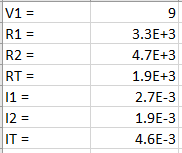 V1 = 9
R1 = 3.3E+3
R2 = 4.7E+3
RT = 1.9E+3
I1 = 2.7E-3
I2 = 1.9E-3
IT = 4.6E-3